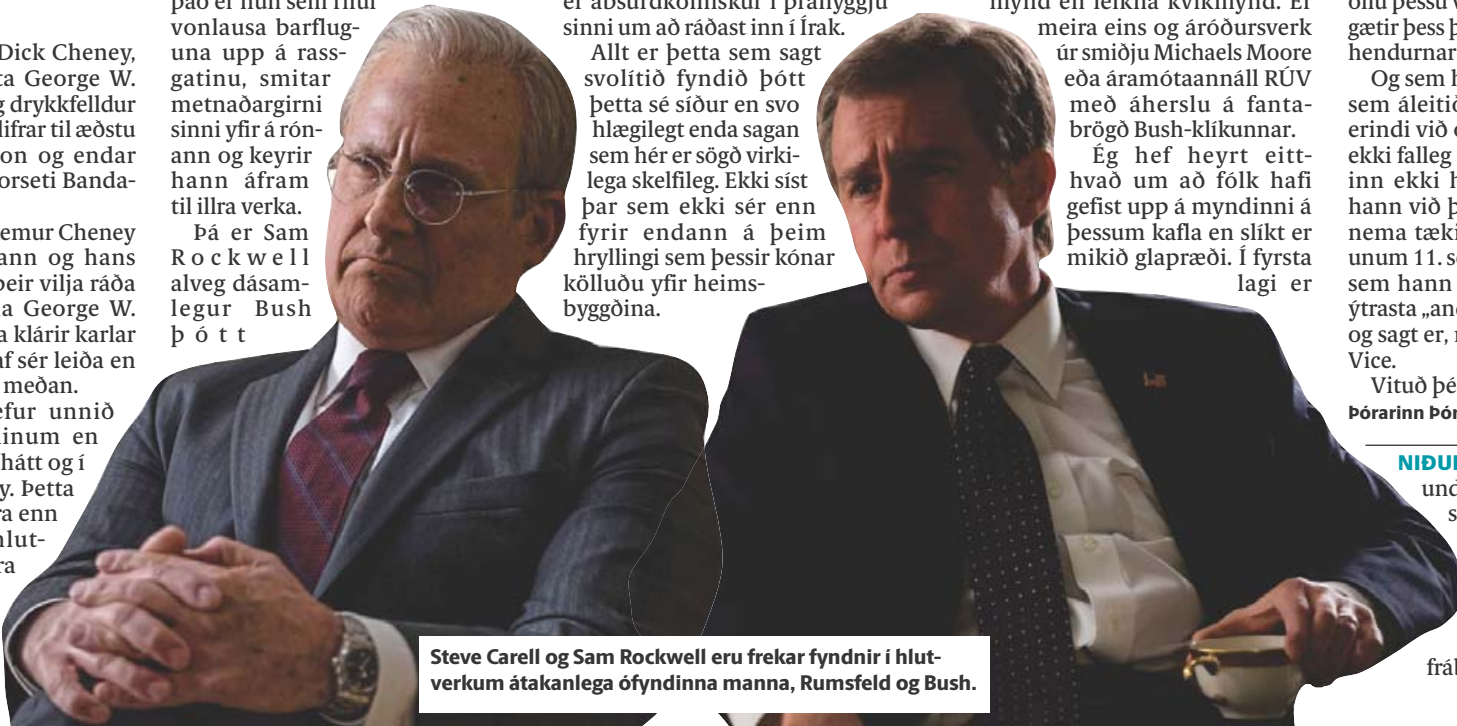 Dick Cheney,
ta George W.
g drykkfelldur
lifrar til æðstu
on og endar
orseti Banda-
emur Cheney
ann og hans
þeir vilja ráða
a George W.
a klárir karlar
af sér leiða en
meðan.
efur unnið
inum en
hátt og í
y. Þetta
ra enn
hlut-
ra
það er hún sem rífur
vonlausa barflug-
una upp á rass-
gatinu, smitar
metnaðargirni
sinni yfir á rón-
ann og keyrir
hann áfram
til illra verka.
Þá er Sam
Rockwell
alveg dásam-
legur Bush
þótt
er absúrdkómískur í þráhyggju
sinni um að ráðast inn í Írak.
Allt er þetta sem sagt
svolítið fyndið þótt
þetta sé síður en svo
hlægilegt enda sagan
sem hér er sögð virki-
lega skelfileg. Ekki síst
þar sem ekki sér enn
fyrir endann á þeim
hryllingi sem þessir kónar
kölluðu yfir heims-
byggðina.
mynd en leikna kvikmynd. Er
meira eins og áróðursverk
úr smiðju Michaels Moore
eða áramótaannáll RÚV
með áherslu á fanta-
brögð Bush-klíkunnar.
Ég hef heyrt eitt-
hvað um að fólk hafi
gefist upp á myndinni á
þessum kafla en slíkt er
mikið glapræði. Í fyrsta
lagi er
öllu þessu
gætir þess
hendurnar
Og sem
sem áleitið
erindi við
ekki falleg
inn ekki
hann við
nema tæki
unum 11.
sem hann
ýtrasta
og sagt er,
Vice.
Vituð
Þórarinn
NIÐU
und
s
frá
Steve Carell og Sam Rockwell eru frekar fyndnir í hlut-
verkum átakanlega ófyndinna manna, Rumsfeld og Bush.